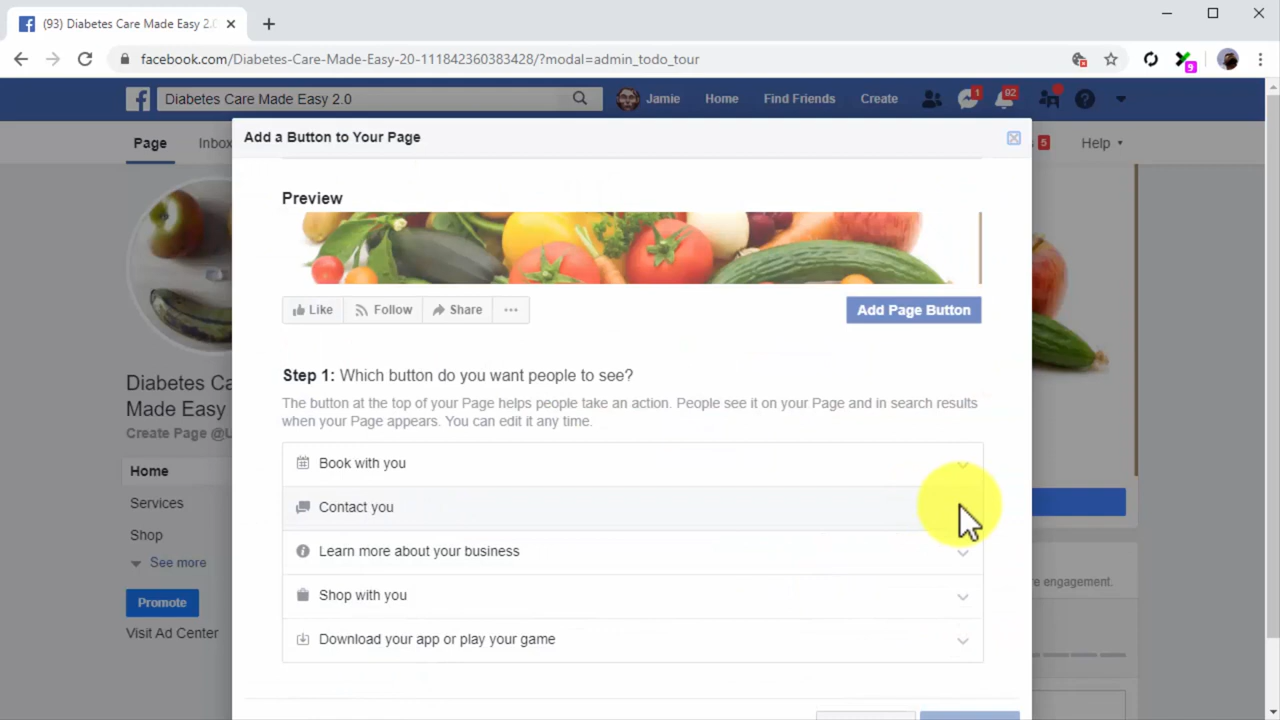 (93) Diabetes Care Made Easy 2.0
facebook.com/Diabetes-Care-Made-Easy-20-111842360383428/?modal=admin_todo_tour
9
Diabetes Care Made Easy 2.0
Jamie
Home
Find Friends
Create
1
92
Page
Inbox
5
Help
Add a Button to Your Page
Preview
Like
Follow
Share
Add Page Button
Step 1: Which button do you want people to see?
The button at the top of your Page helps people take an action. People see it on your Page and in search results
when your Page appears. You can edit it any time.
Book with you
Contact you
Learn more about your business
Shop with you
Download your app or play your game
Diabetes Ca
Made Easy
Create Page @U
Home
Services
Shop
See more
Promote
Visit Ad Center
e engagement.